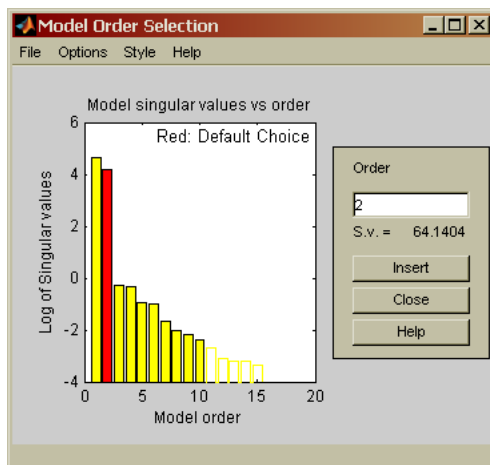 Model Order Selection
File Options Style Help
Model singular values vs order
Red: Default Choice
Log of Singular values
6
4
2
0
-2
-4
0 5 10 15 20
Model order
Order
2
S.v. = 64.1404
Insert
Close
Help